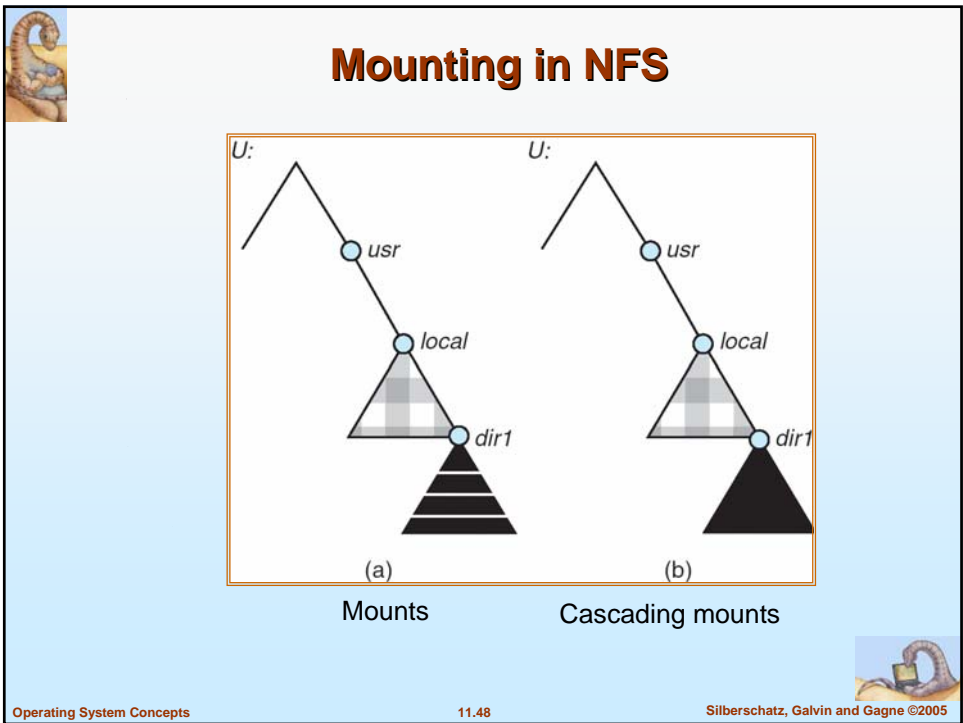 Mounting in NFS
U: U:
usr usr
local local
dir1 dir1
(a) (b)
Mounts Cascading mounts
Operating System Concepts 11.48 Silberschatz, Galvin and Gagne ©2005